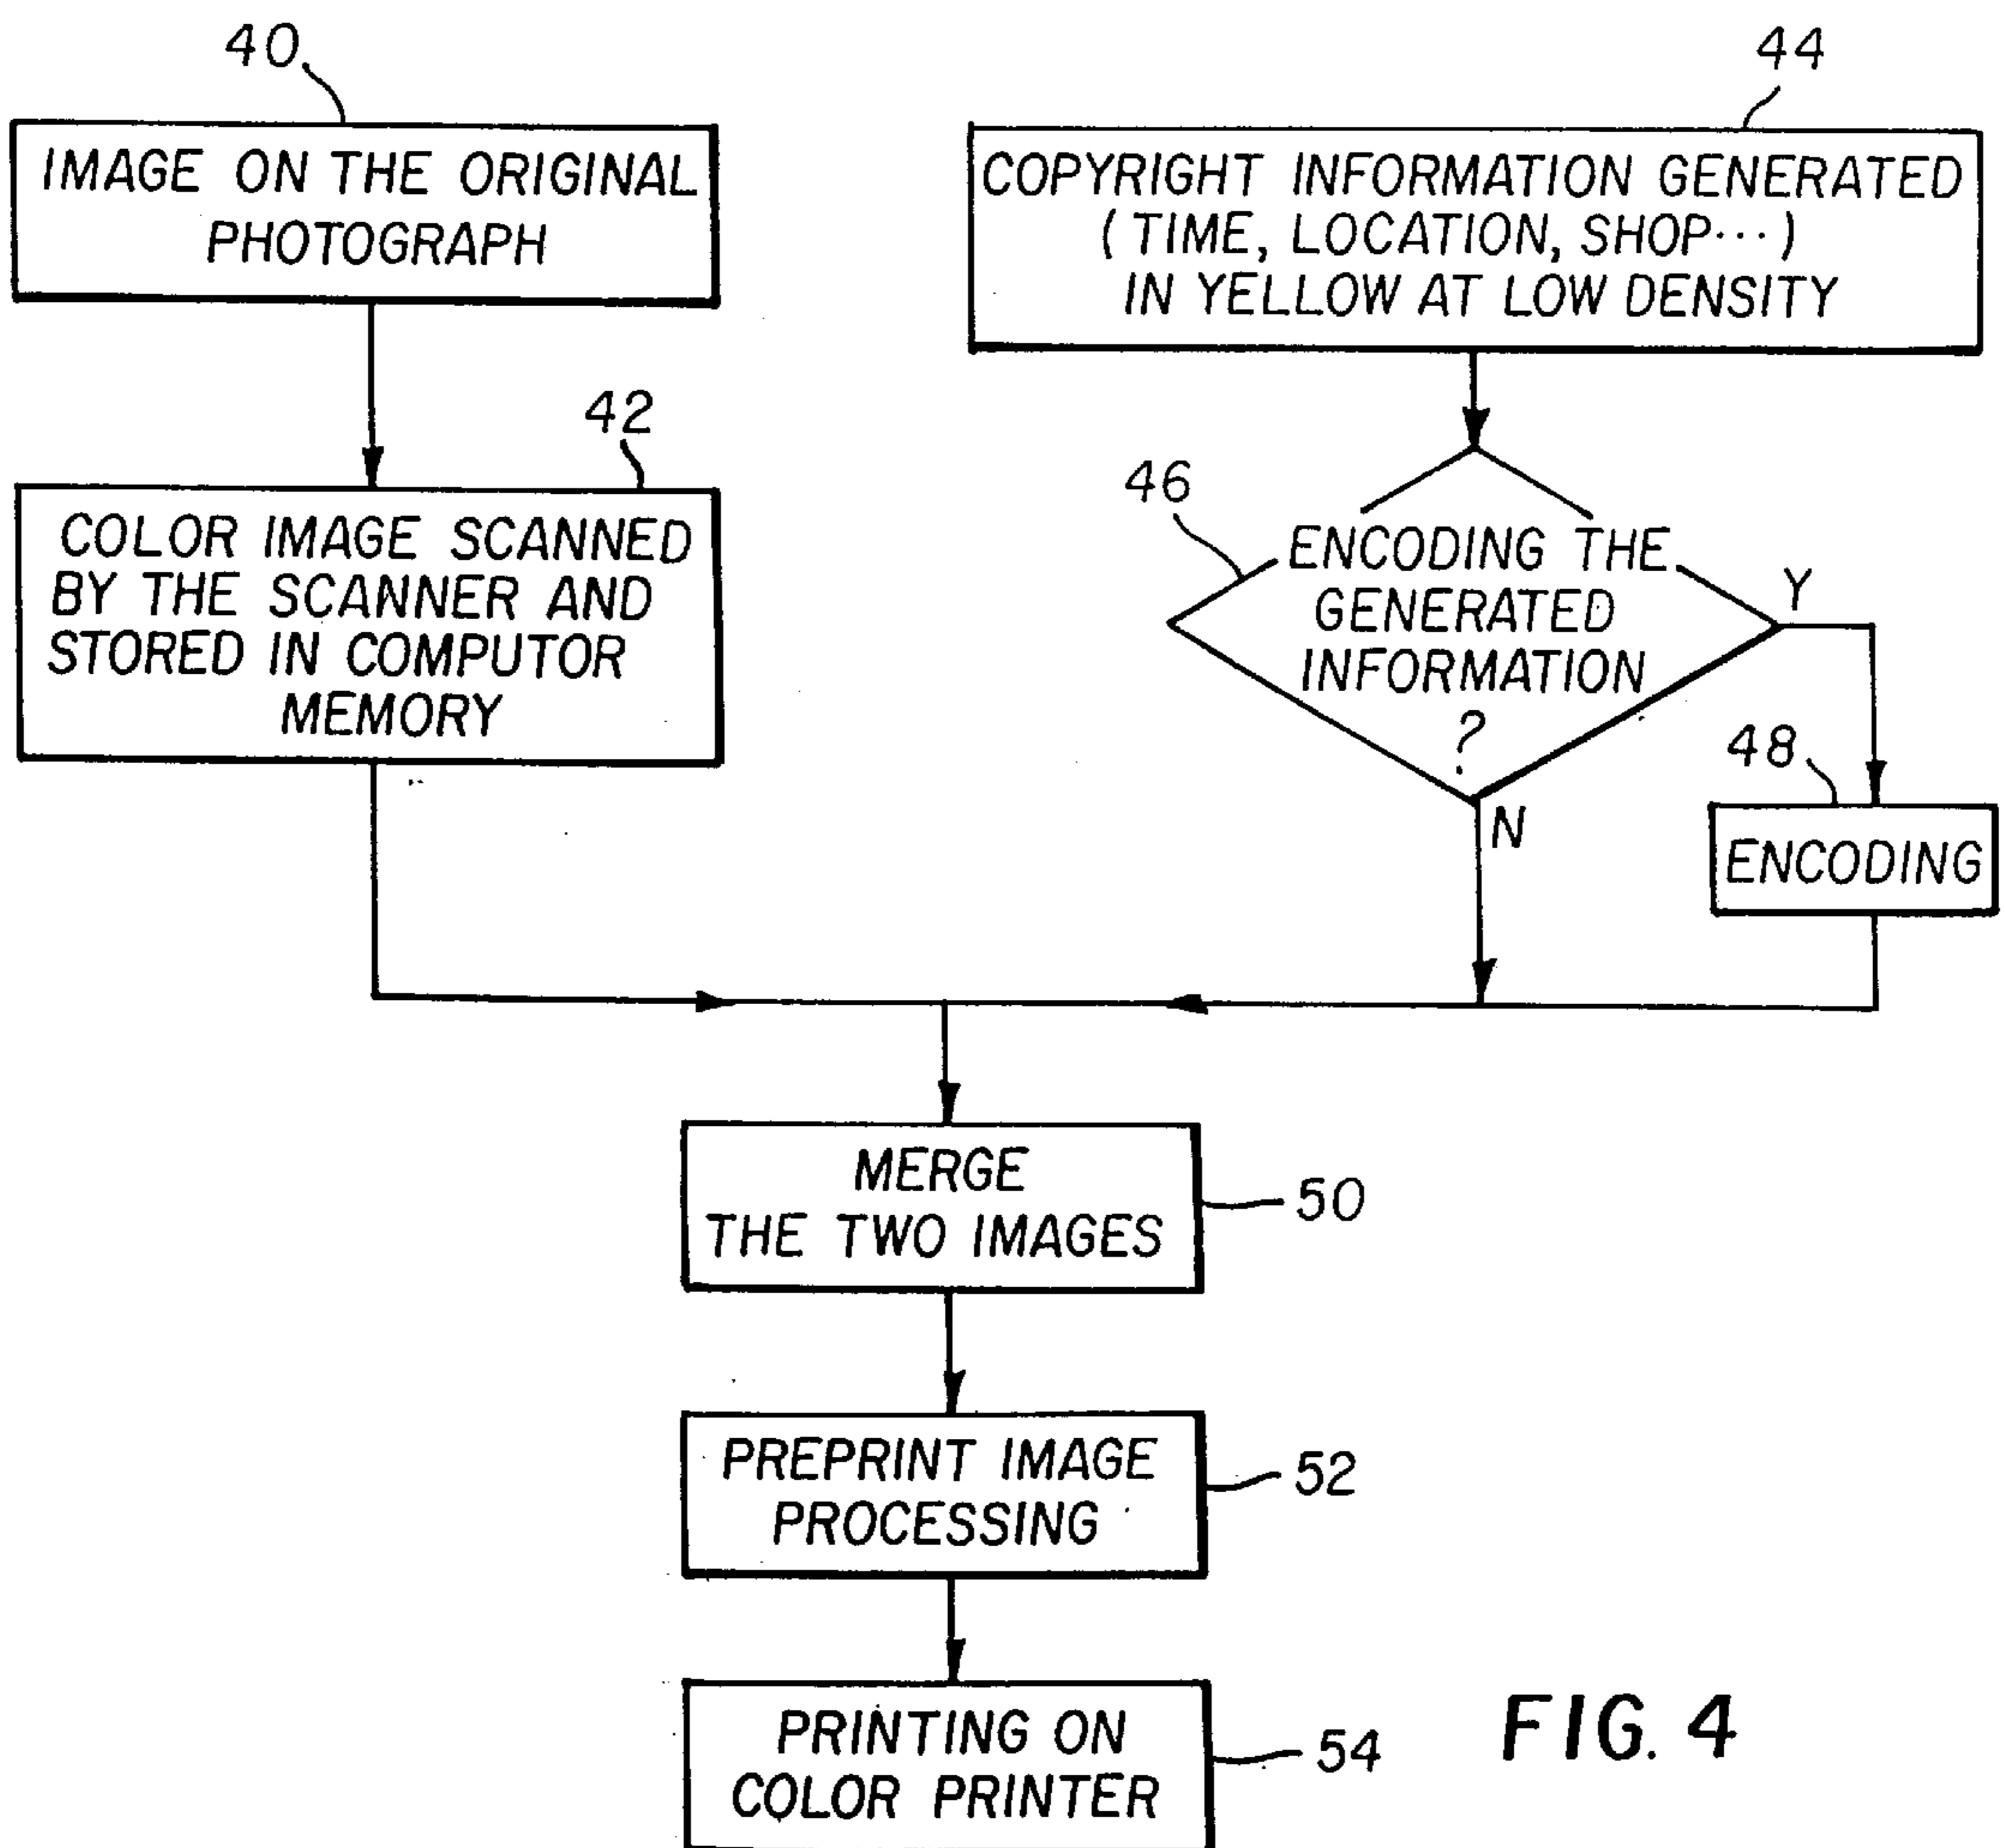 40
IMAGE ON THE ORIGINAL
PHOTOGRAPH
42
COLOR IMAGE SCANNED
BY THE SCANNER AND
STORED IN COMPUTOR
MEMORY
44
COPYRIGHT INFORMATION GENERATED
(TIME, LOCATION, SHOP···)
IN YELLOW AT LOW DENSITY
46
ENCODING THE
GENERATED
INFORMATION
?
Y
N
48
ENCODING
MERGE
THE TWO IMAGES
50
PREPRINT IMAGE
PROCESSING
52
PRINTING ON
COLOR PRINTER
54
FIG. 4